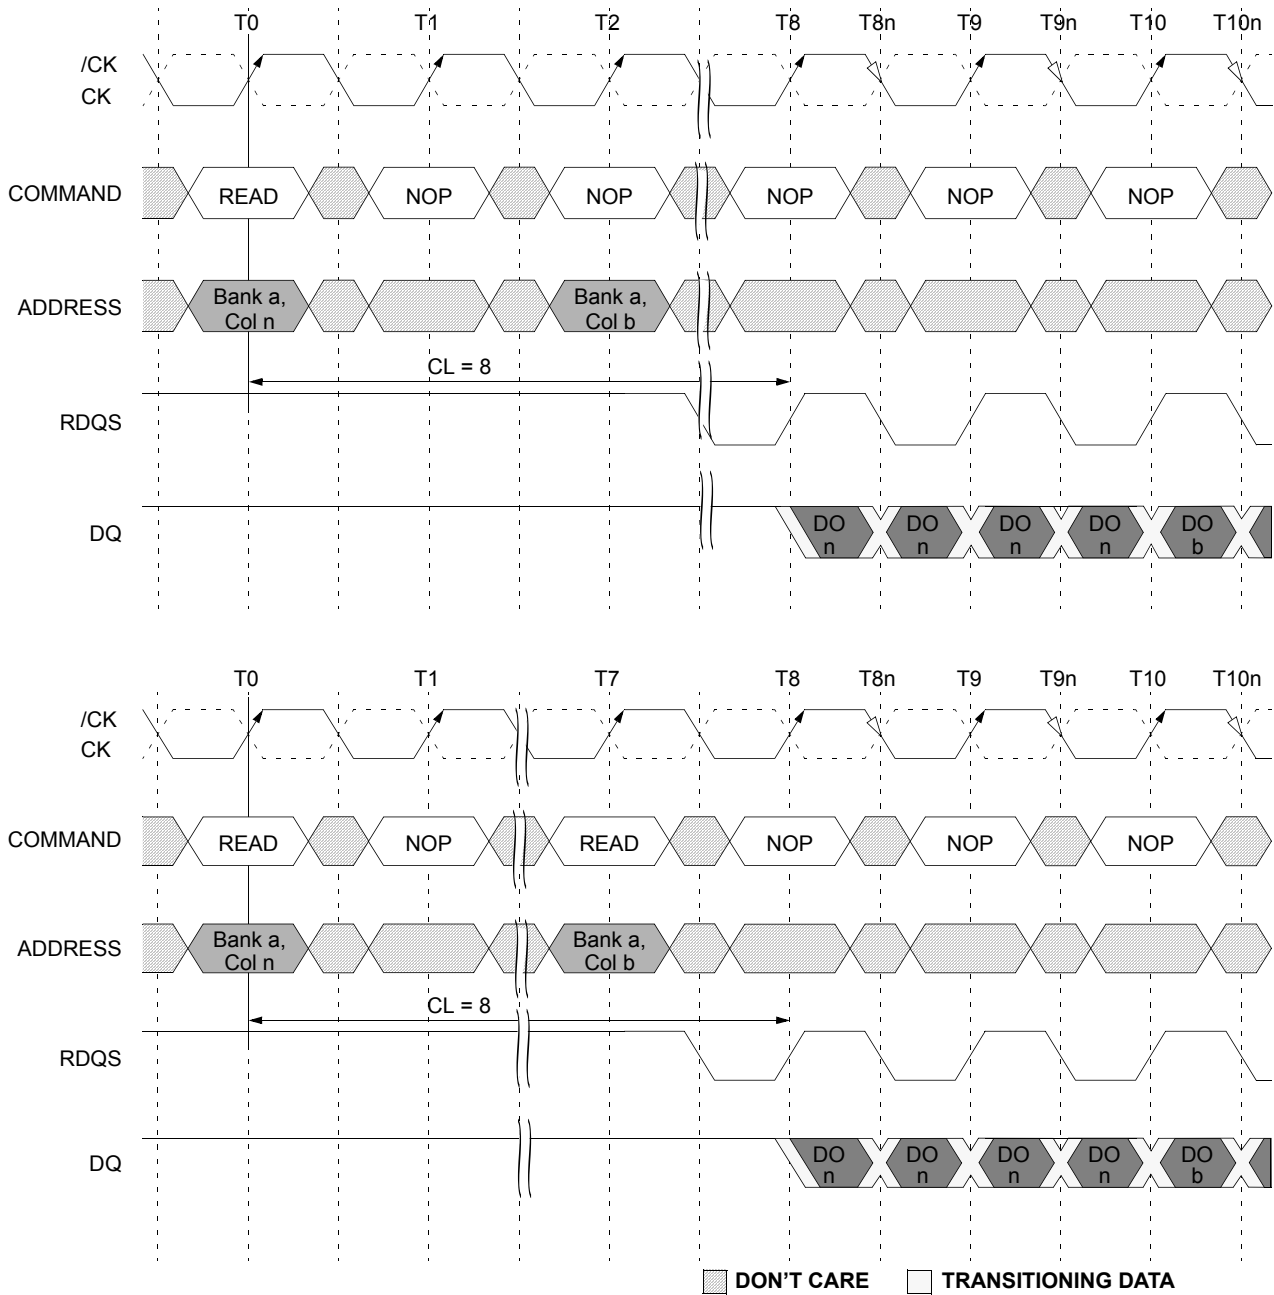 T0 T1 T2 T8 T8n T9 T9n T10 T10n
/CK
CK
COMMAND READ NOP NOP NOP NOP NOP
ADDRESS Bank a, Col n Bank a, Col b
CL = 8
RDQS
DQ DO n DO n DO n DO n DO b
T0 T1 T7 T8 T8n T9 T9n T10 T10n
/CK
CK
COMMAND READ NOP READ NOP NOP NOP
ADDRESS Bank a, Col n Bank a, Col b
CL = 8
RDQS
DQ DO n DO n DO n DO n DO b
DON'T CARE TRANSITIONING DATA